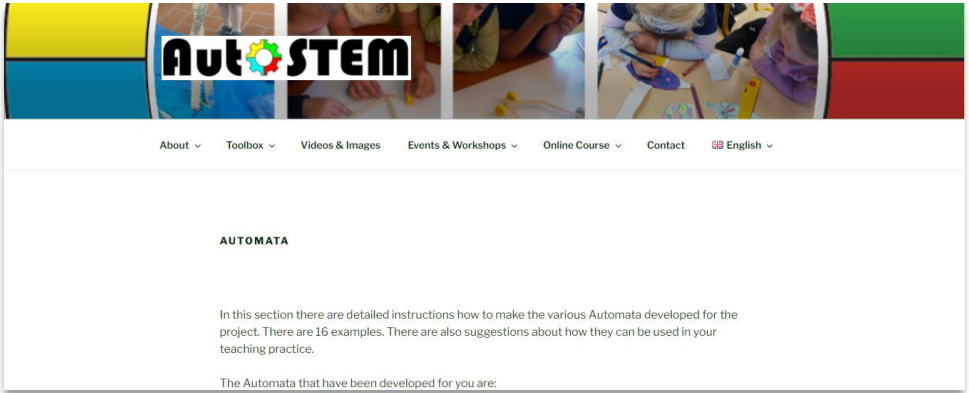 AutOSTEM
About Toolbox Videos & Images Events & Workshops Online Course Contact English
AUTOMATA
In this section there are detailed instructions how to make the various Automata developed for the
project. There are 16 examples. There are also suggestions about how they can be used in your
teaching practice.
The Automata that have been developed for you are: